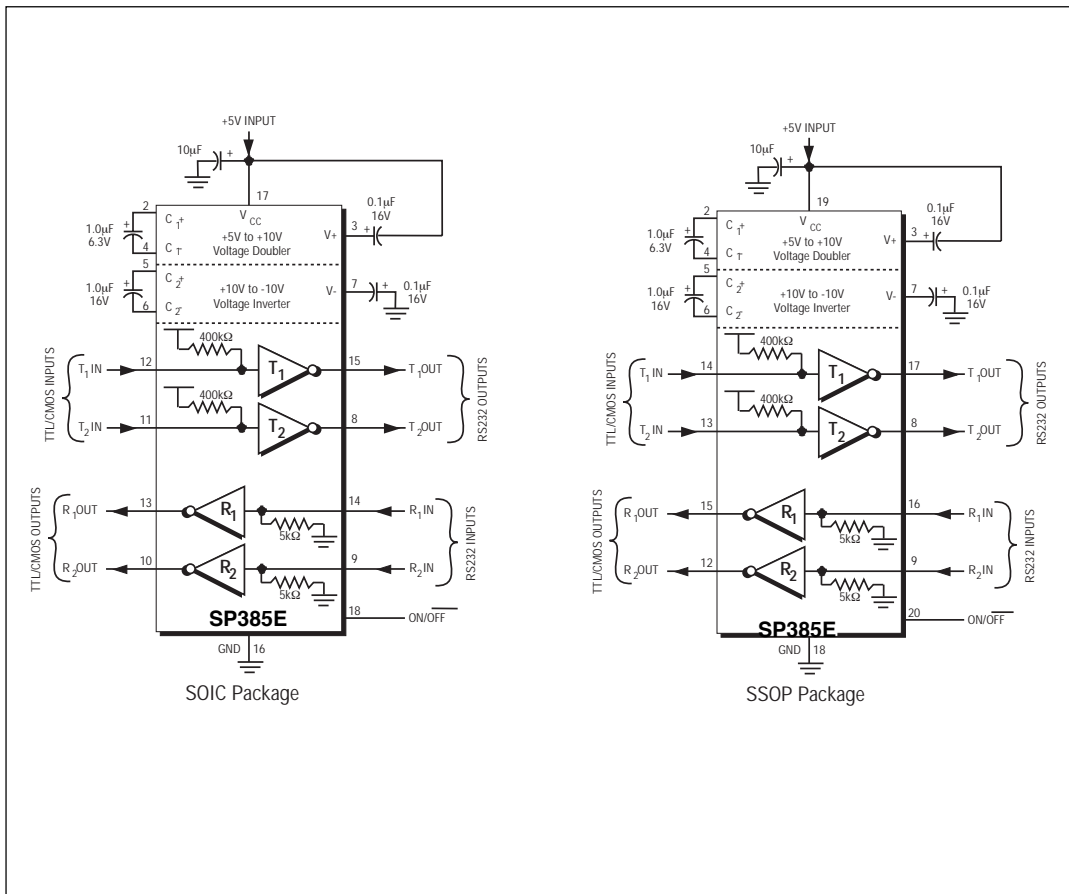 +5V INPUT
10µF +
17
VCC
2
C1+
1.0µF +
6.3V
4
C1-
+5V to +10V
Voltage Doubler
V+
3
+
0.1µF
16V
5
C2+
1.0µF +
16V
6
C2-
+10V to -10V
Voltage Inverter
V-
7
+
0.1µF
16V
400kΩ
TTL/CMOS INPUTS
T1 IN 12 T1 15 T1OUT
400kΩ
T2 IN 11 T2 8 T2OUT
RS232 OUTPUTS
TTL/CMOS OUTPUTS
R1OUT 13 R1 14 R1 IN
5kΩ
R2OUT 10 R2 9 R2IN
5kΩ
RS232 INPUTS
18 ON/OFF
SP385E
GND 16
SOIC Package
+5V INPUT
10µF +
19
VCC
2
C1+
1.0µF +
6.3V
4
C1-
+5V to +10V
Voltage Doubler
V+
3
+
0.1µF
16V
5
C2+
1.0µF +
16V
6
C2-
+10V to -10V
Voltage Inverter
V-
7
+
0.1µF
16V
400kΩ
TTL/CMOS INPUTS
T1 IN 14 T1 17 T1OUT
400kΩ
T2 IN 13 T2 8 T2OUT
RS232 OUTPUTS
TTL/CMOS OUTPUTS
R1OUT 15 R1 16 R1 IN
5kΩ
R2OUT 12 R2 9 R2IN
5kΩ
RS232 INPUTS
20 ON/OFF
SP385E
GND 18
SSOP Package